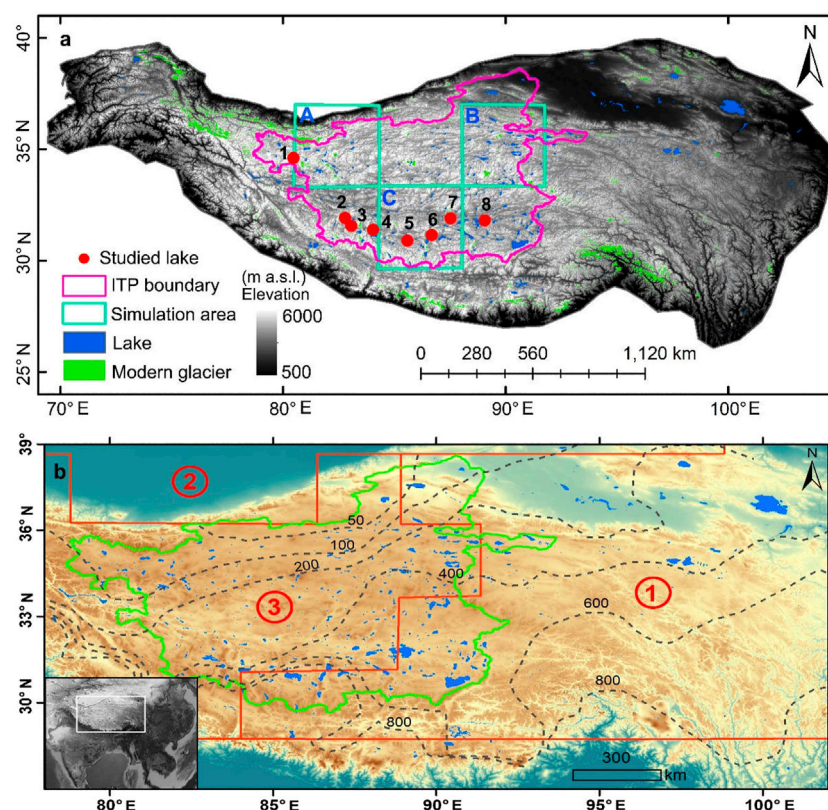 40° N
35° N
30° N
25° N
a
N
A
B
C
1
2
3
4
5
6
7
8
Studied lake
ITP boundary
Simulation area
Lake
Modern glacier
(m a.s.l.)
Elevation
6000
500
0 280 560 1,120 km
70° E 80° E 90° E 100° E
39° N
36° N
33° N
30° N
b
N
2
50
100
200
400
1
600
3
800
800
300
km
80° E 85° E 90° E 95° E 100° E